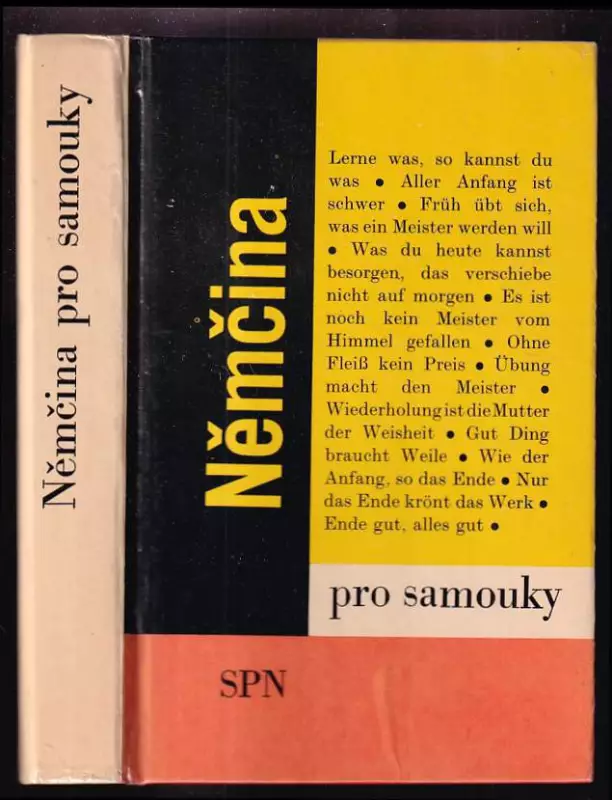 Němčina pro samouky
Němčina
Lerne was, so kannst du
was ● Aller Anfang ist
schwer ● Früh übt sich,
was ein Meister werden will
● Was du heute kannst
besorgen, das verschiebe
nicht auf morgen ● Es ist
noch kein Meister vom
Himmel gefallen ● Ohne
Fleiß kein Preis ● Übung
macht den Meister ●
Wiederholung ist die Mutter
der Weisheit ● Gut Ding
braucht Weile ● Wie der
Anfang, so das Ende ● Nur
das Ende krönt das Werk ●
Ende gut, alles gut ●
pro samouky
SPN